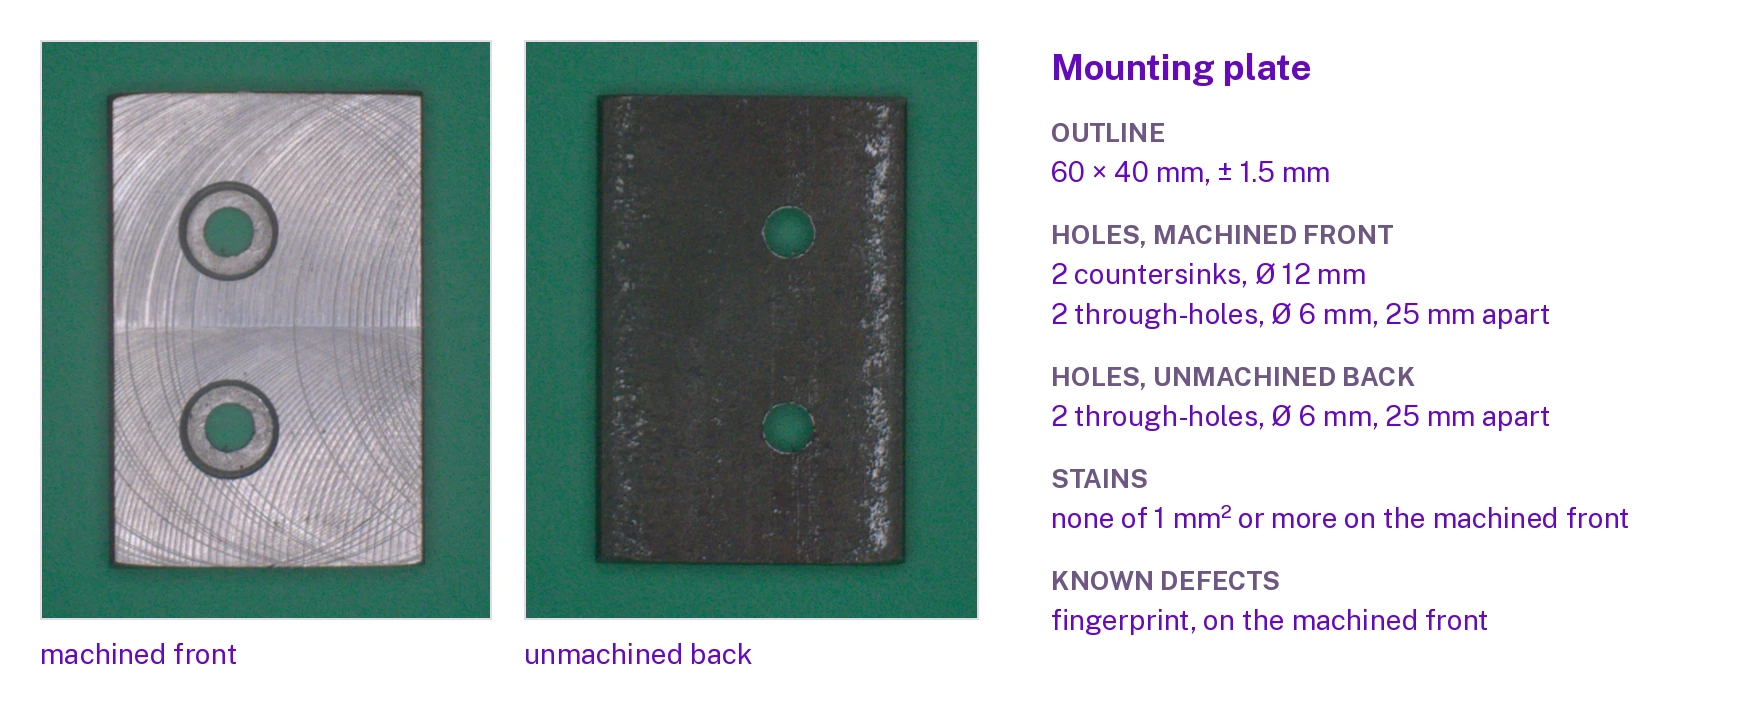 Mounting plate
OUTLINE
60 × 40 mm, ± 1.5 mm
HOLES, MACHINED FRONT
2 countersinks, Ø 12 mm
2 through-holes, Ø 6 mm, 25 mm apart
HOLES, UNMACHINED BACK
2 through-holes, Ø 6 mm, 25 mm apart
STAINS
none of 1 mm² or more on the machined front
KNOWN DEFECTS
fingerprint, on the machined front
machined front
unmachined back